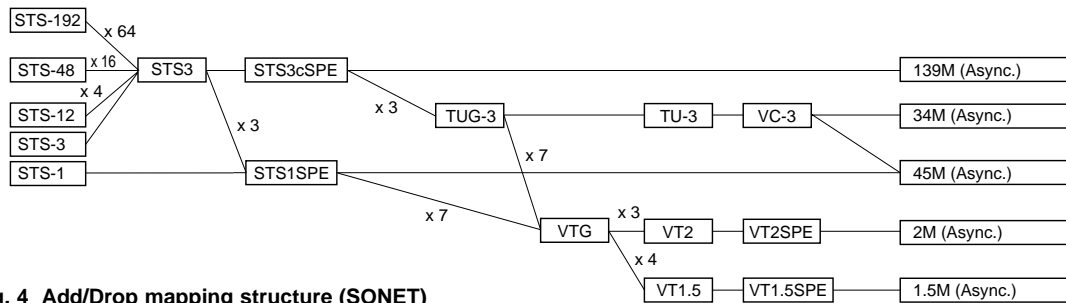 STS-192
x 64
STS-48
x 16
STS3
STS3cSPE
139M (Async.)
x 4
STS-12
x 3
TUG-3
TU-3
VC-3
34M (Async.)
STS-3
x 3
x 7
STS-1
STS1SPE
45M (Async.)
x 7
VTG
x 3
VT2
VT2SPE
2M (Async.)
x 4
VT1.5
VT1.5SPE
1.5M (Async.)
. 4 Add/Drop mapping structure (SONET)